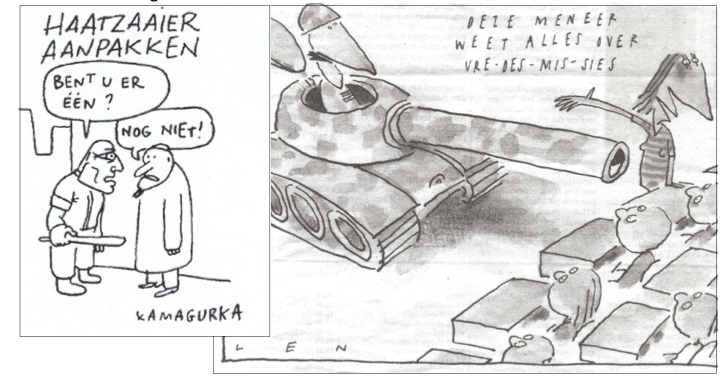 HAATZAAIER
AANPAKKEN
BENT U ER
ÉÉN?
NOG NIET!
KAMAGURKA
DEZE MENEER
WEET ALLES OVER
VRE-DES-MIS-SIES
LEN